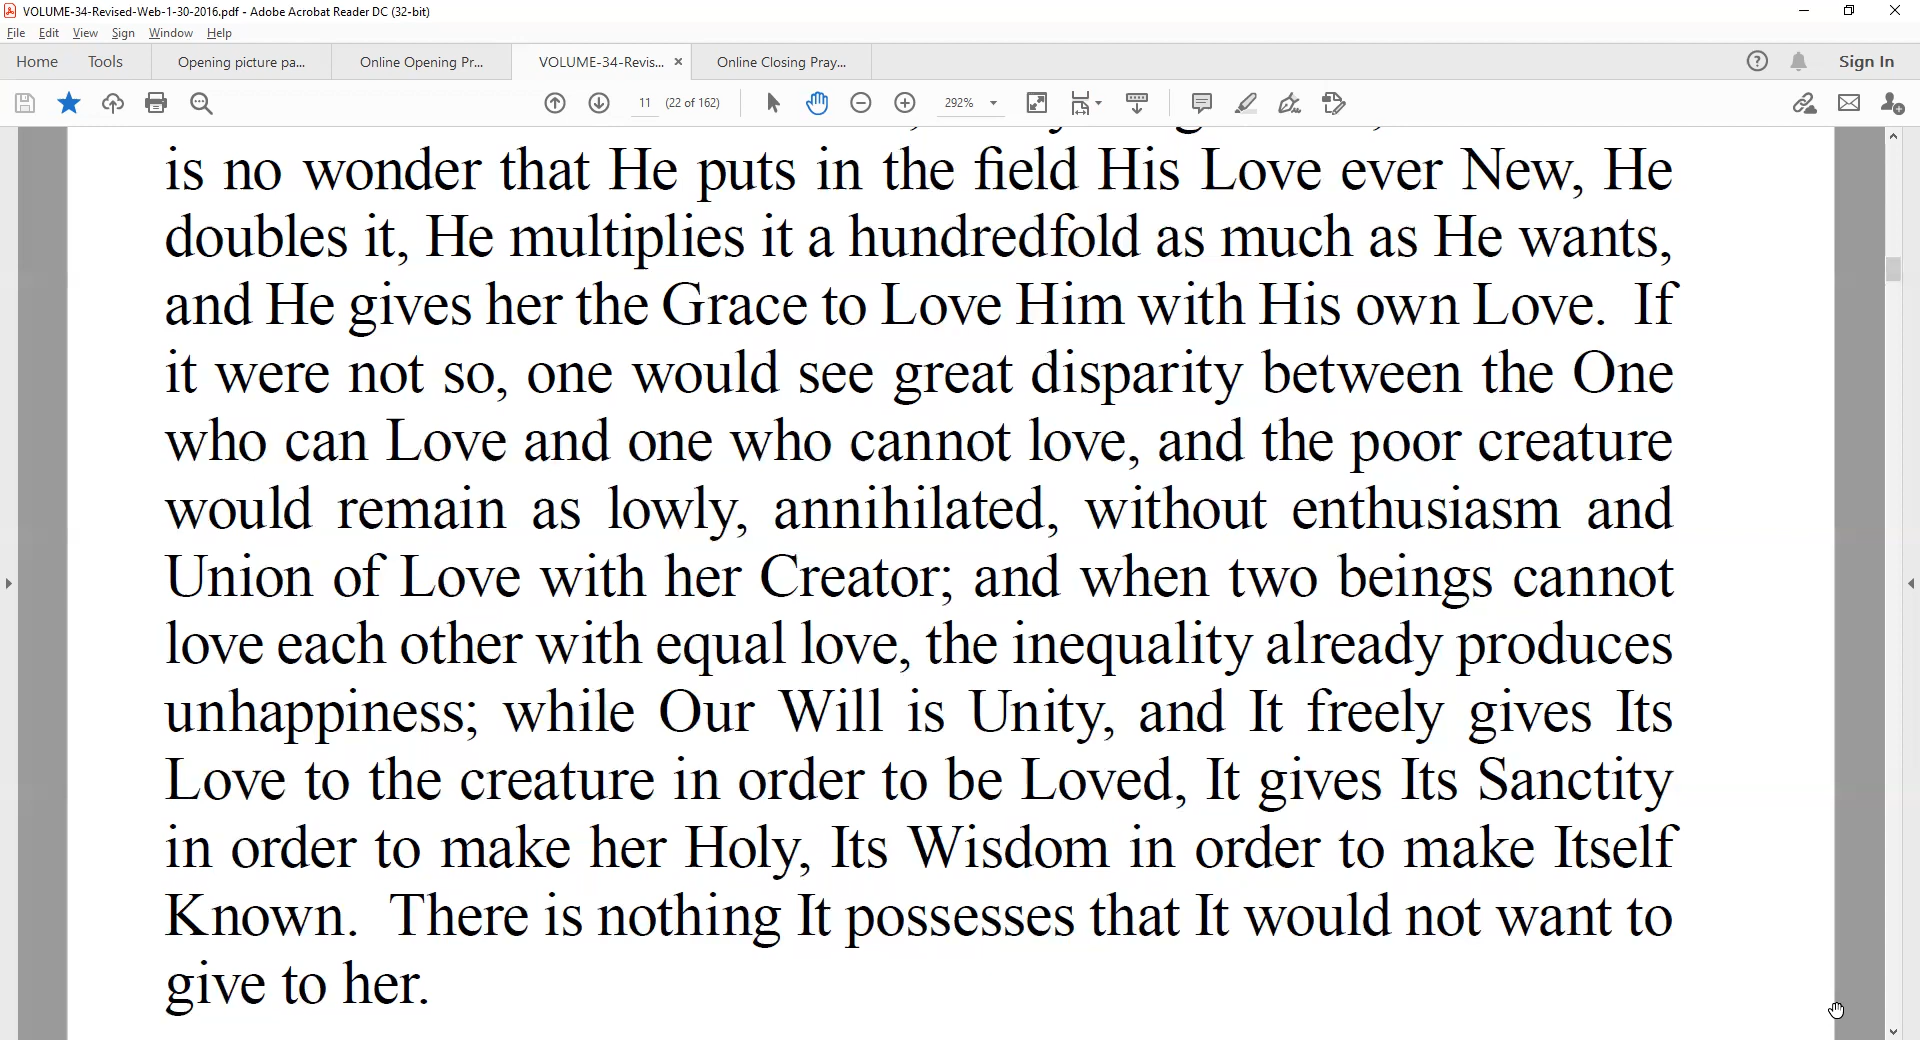 VOLUME-34-Revised-Web-1-30-2016.pdf - Adobe Acrobat Reader DC (32-bit)
File Edit View Sign Window Help
Home Tools Opening picture pa... Online Opening Pr... VOLUME-34-Revis... × Online Closing Pray... Sign In
11 (22 of 162) 292%
is no wonder that He puts in the field His Love ever New, He
doubles it, He multiplies it a hundredfold as much as He wants,
and He gives her the Grace to Love Him with His own Love. If
it were not so, one would see great disparity between the One
who can Love and one who cannot love, and the poor creature
would remain as lowly, annihilated, without enthusiasm and
Union of Love with her Creator; and when two beings cannot
love each other with equal love, the inequality already produces
unhappiness; while Our Will is Unity, and It freely gives Its
Love to the creature in order to be Loved, It gives Its Sanctity
in order to make her Holy, Its Wisdom in order to make Itself
Known. There is nothing It possesses that It would not want to
give to her.